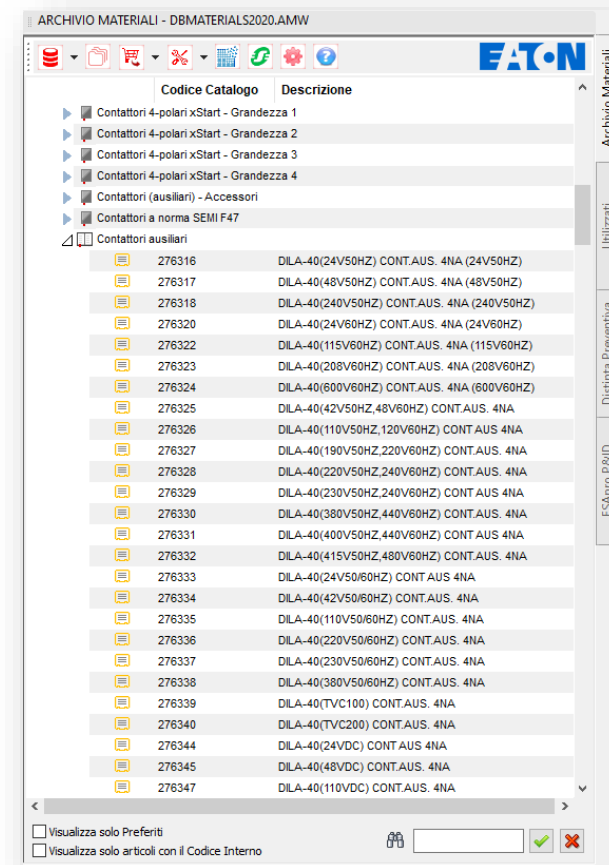 ARCHIVIO MATERIALI - DBMATERIALS2020.AMW
EATON
Codice Catalogo Descrizione
Contattori 4-polari xStart - Grandezza 1
Contattori 4-polari xStart - Grandezza 2
Contattori 4-polari xStart - Grandezza 3
Contattori 4-polari xStart - Grandezza 4
Contattori (ausiliari) - Accessori
Contattori a norma SEMI F47
Contattori ausiliari
276316 DILA-40(24V50HZ) CONT.AUS. 4NA (24V50HZ)
276317 DILA-40(48V50HZ) CONT.AUS. 4NA (48V50HZ)
276318 DILA-40(240V50HZ) CONT.AUS. 4NA (240V50HZ)
276320 DILA-40(24V60HZ) CONT.AUS. 4NA (24V60HZ)
276322 DILA-40(115V60HZ) CONT.AUS. 4NA (115V60HZ)
276323 DILA-40(208V60HZ) CONT.AUS. 4NA (208V60HZ)
276324 DILA-40(600V60HZ) CONT.AUS. 4NA (600V60HZ)
276325 DILA-40(42V50HZ,48V60HZ) CONT.AUS. 4NA
276326 DILA-40(110V50HZ,120V60HZ) CONT AUS 4NA
276327 DILA-40(190V50HZ,220V60HZ) CONT.AUS. 4NA
276328 DILA-40(220V50HZ,240V60HZ) CONT.AUS. 4NA
276329 DILA-40(230V50HZ,240V60HZ) CONT AUS 4NA
276330 DILA-40(380V50HZ,440V60HZ) CONT.AUS. 4NA
276331 DILA-40(400V50HZ,440V60HZ) CONT AUS 4NA
276332 DILA-40(415V50HZ,480V60HZ) CONT.AUS. 4NA
276333 DILA-40(24V50/60HZ) CONT AUS 4NA
276334 DILA-40(42V50/60HZ) CONT.AUS. 4NA
276335 DILA-40(110V50/60HZ) CONT.AUS. 4NA
276336 DILA-40(220V50/60HZ) CONT.AUS. 4NA
276337 DILA-40(230V50/60HZ) CONT.AUS. 4NA
276338 DILA-40(380V50/60HZ) CONT.AUS. 4NA
276339 DILA-40(TVC100) CONT.AUS. 4NA
276340 DILA-40(TVC200) CONT.AUS. 4NA
276344 DILA-40(24VDC) CONT AUS 4NA
276345 DILA-40(48VDC) CONT.AUS. 4NA
276347 DILA-40(110VDC) CONT.AUS. 4NA
Visualizza solo Preferiti
Visualizza solo articoli con il Codice Interno
Archivio Materiali
Utilizzati
Distinta Preventiva
ESApro P&ID